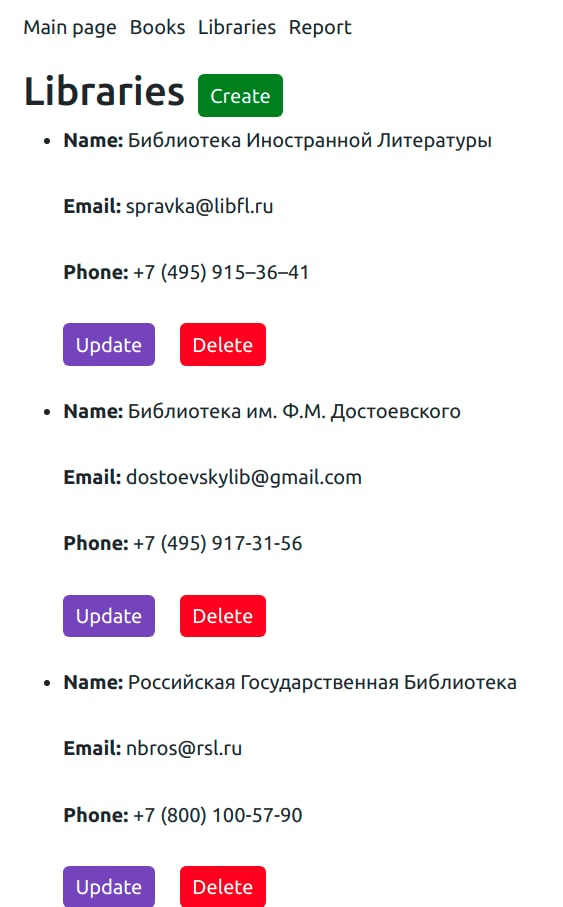 Main page Books Libraries Report
Libraries Create
Name: Библиотека Иностранной Литературы
Email: spravka@libfl.ru
Phone: +7 (495) 915–36–41
Update Delete
Name: Библиотека им. Ф.М. Достоевского
Email: dostoevskylib@gmail.com
Phone: +7 (495) 917-31-56
Update Delete
Name: Российская Государственная Библиотека
Email: nbros@rsl.ru
Phone: +7 (800) 100-57-90
Update Delete